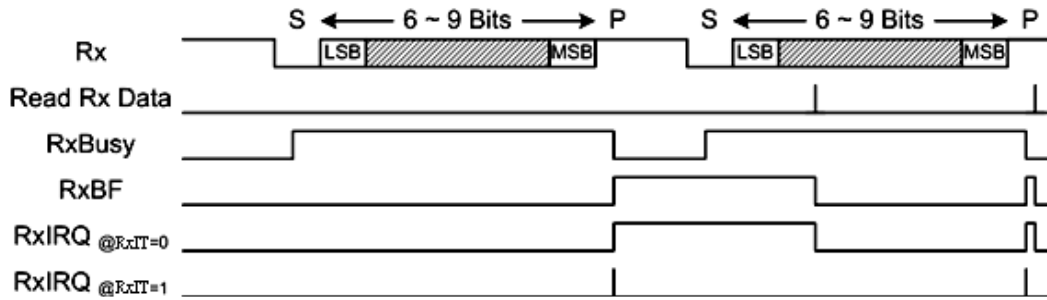 S 6 ~ 9 Bits P S 6 ~ 9 Bits P
Rx LSB MSB LSB MSB
Read Rx Data
RxBusy
RxBF
RxIRQ @RxIT=0
RxIRQ @RxIT=1